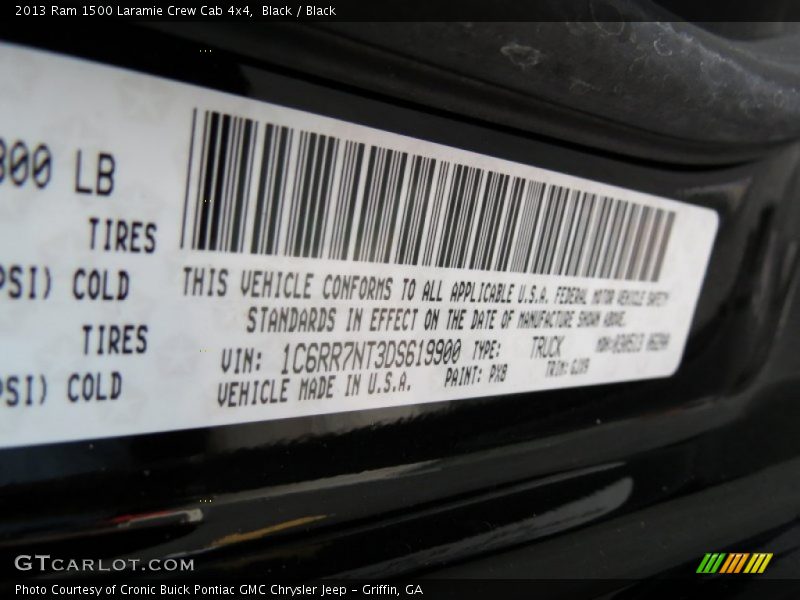 2013 Ram 1500 Laramie Crew Cab 4x4, Black / Black
800 LB
TIRES
PSI) COLD
TIRES
PSI) COLD
THIS VEHICLE CONFORMS TO ALL APPLICABLE U.S.A. FEDERAL MOTOR VEHICLE SAFETY
STANDARDS IN EFFECT ON THE DATE OF MANUFACTURE SHOWN ABOVE.
VIN: 1C6RR7NT3DS619900 TYPE: TRUCK
VEHICLE MADE IN U.S.A. PAINT: PX8 TRIM:
GTCARLOT.COM
Photo Courtesy of Cronic Buick Pontiac GMC Chrysler Jeep – Griffin, GA